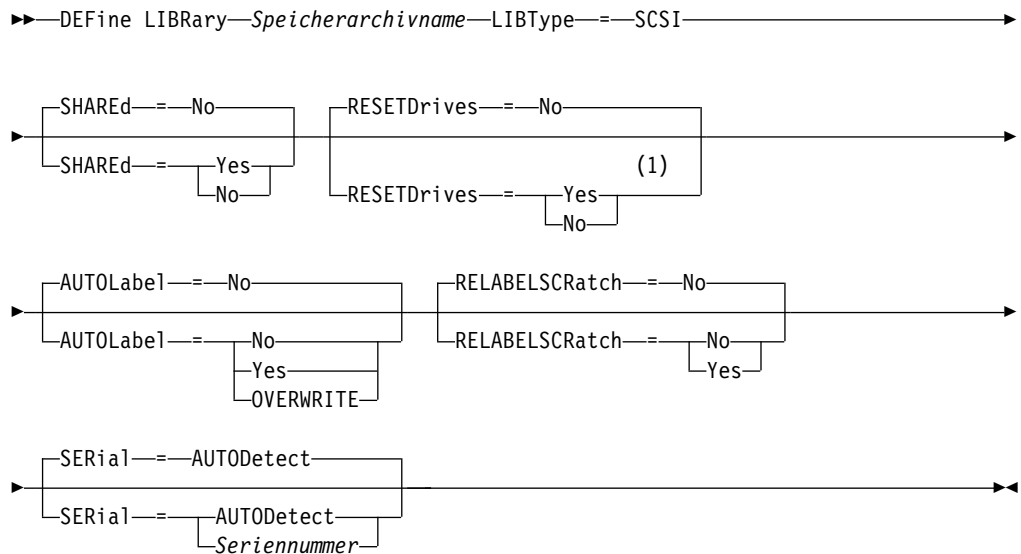 DEFine LIBRary Speicherarchivname LIBType = SCSI
SHAREd = No
SHAREd = Yes
No
RESETDrives = No
(1)
RESETDrives = Yes
No
AUTOLabel = No
AUTOLabel = No
Yes
OVERWRITE
RELABELSCRatch = No
RELABELSCRatch = No
Yes
SERial = AUTODetect
SERial = AUTODetect
Seriennummer